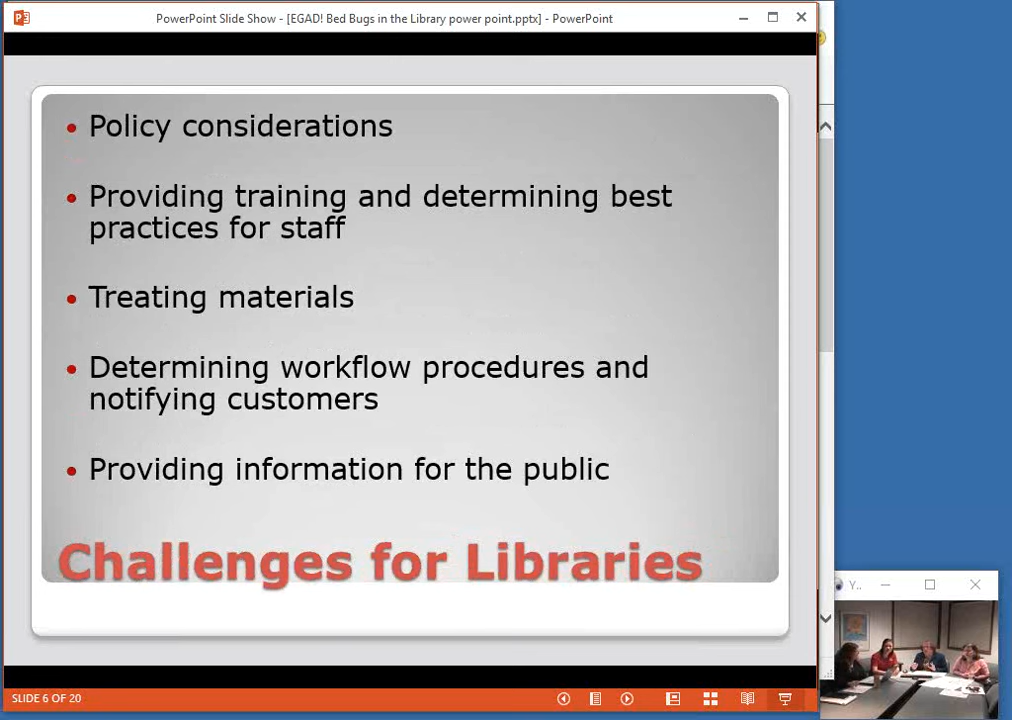 PowerPoint Slide Show - [EGAD! Bed Bugs in the Library power point.pptx] - PowerPoint
• Policy considerations
• Providing training and determining best
practices for staff
• Treating materials
• Determining workflow procedures and
notifying customers
• Providing information for the public
Challenges for Libraries
Y..
SLIDE 6 OF 20